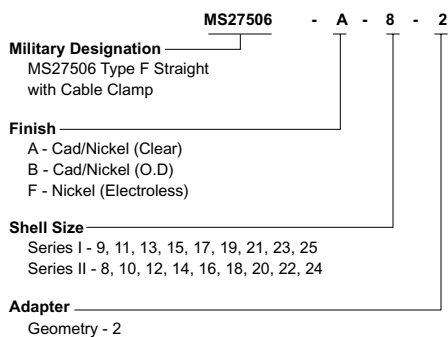 MS27506 - A - 8 - 2
Military Designation
MS27506 Type F Straight
with Cable Clamp
Finish
A - Cad/Nickel (Clear)
B - Cad/Nickel (O.D)
F - Nickel (Electroless)
Shell Size
Series I - 9, 11, 13, 15, 17, 19, 21, 23, 25
Series II - 8, 10, 12, 14, 16, 18, 20, 22, 24
Adapter
Geometry - 2